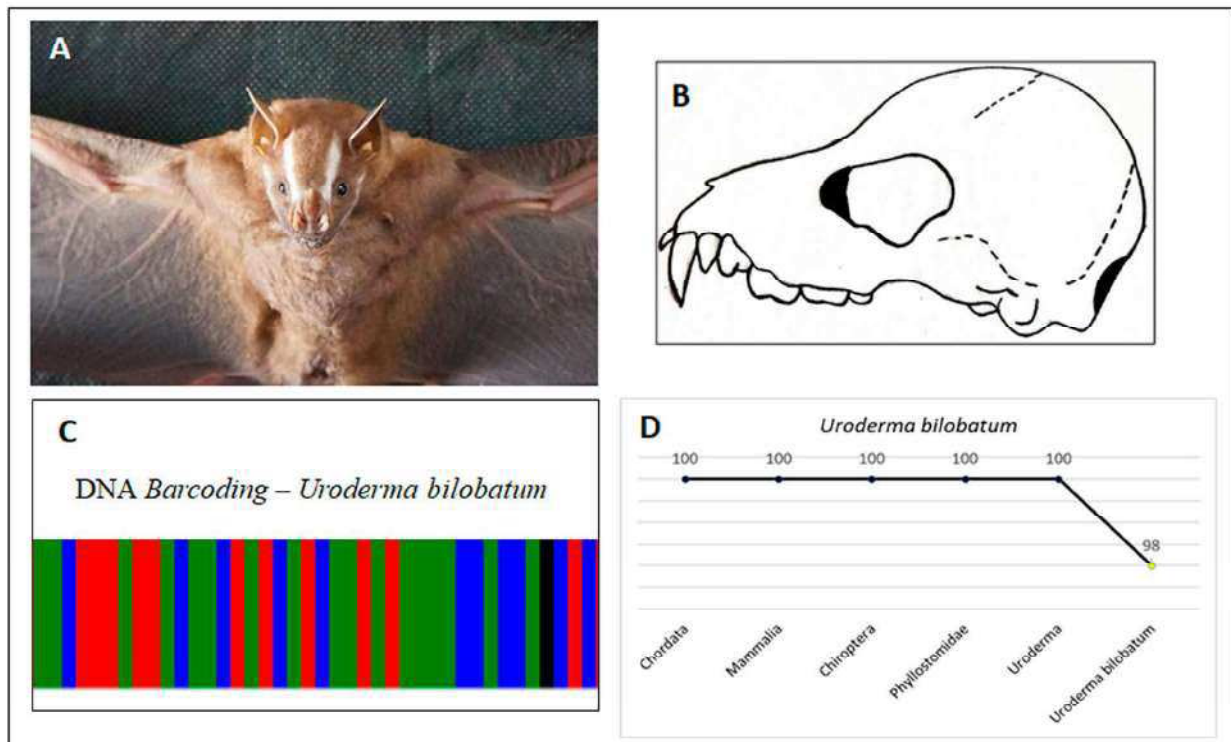 A
B
C
DNA Barcoding – Uroderma bilobatum
D
Uroderma bilobatum
100
100
100
100
100
98
Chordata
Mammalia
Chiroptera
Phyllostomidae
Uroderma
Uroderma bilobatum